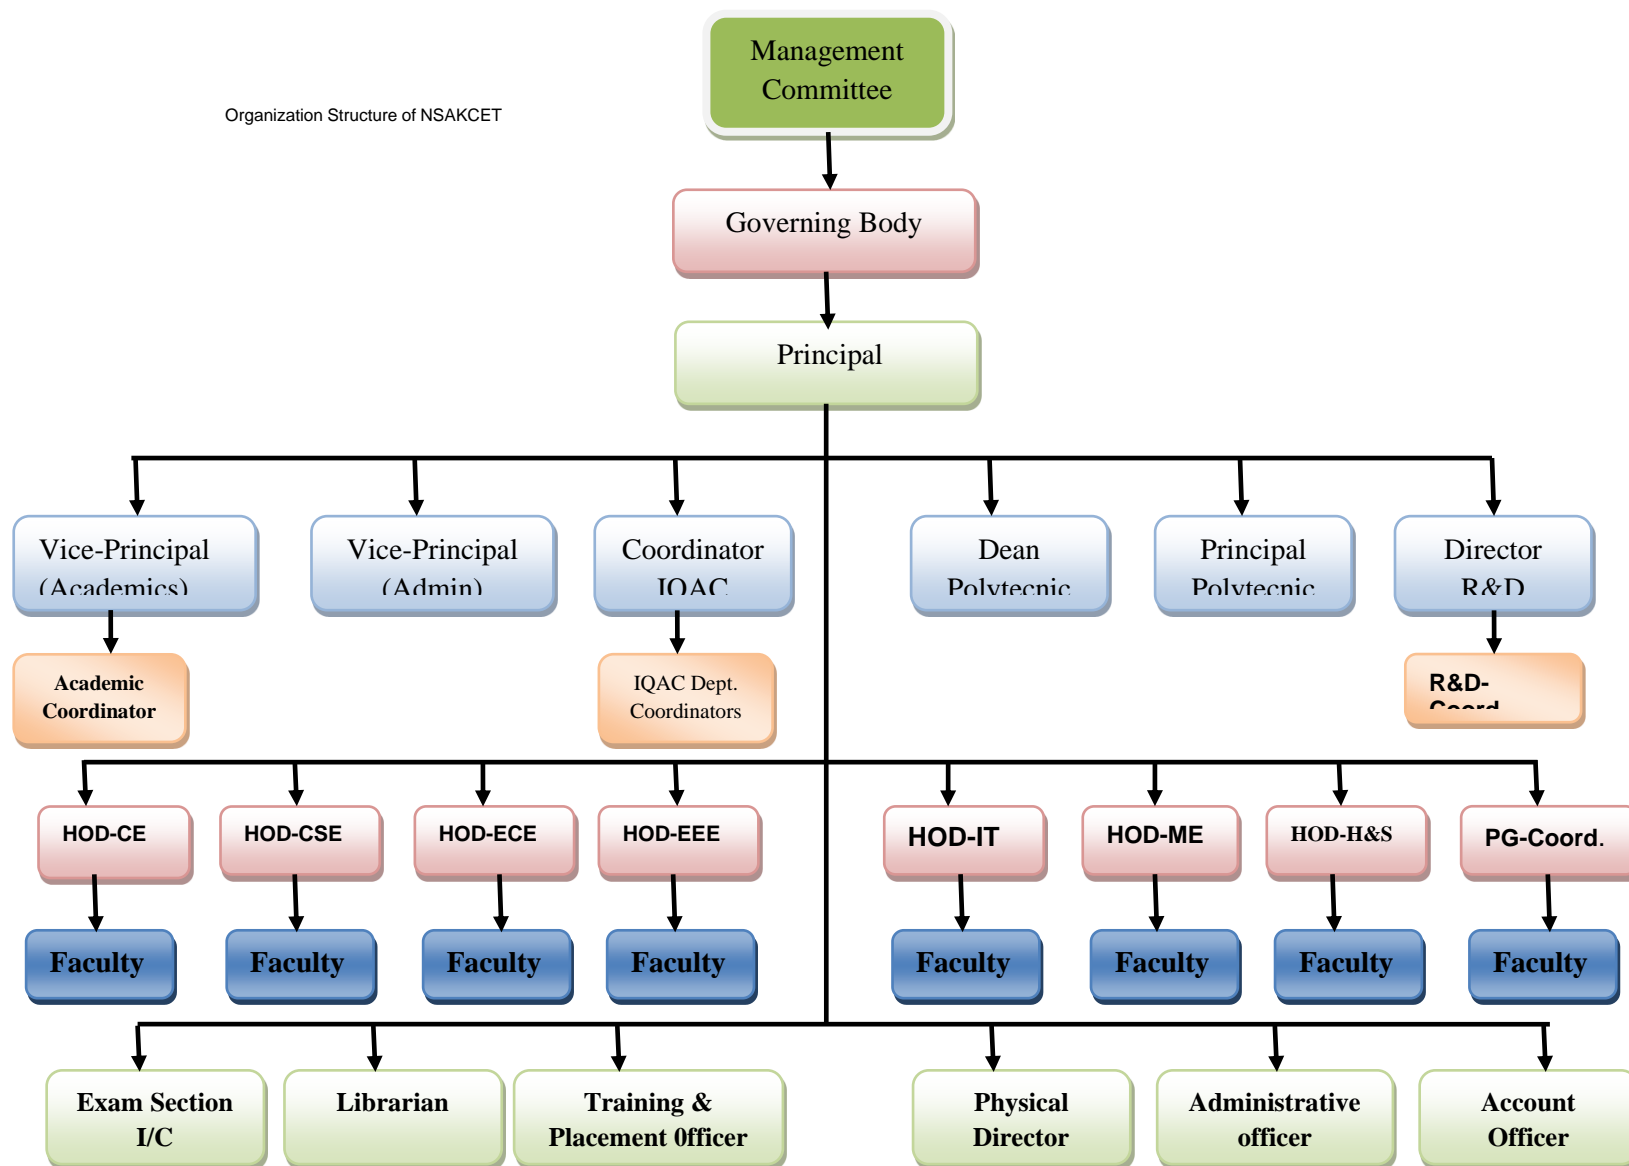 Management
Committee
Organization Structure of NSAKCET
Governing Body
Principal
Vice-Principal
(Academics)
Vice-Principal
(Admin)
Coordinator
IQAC
Dean
Polytecnic
Principal
Polytecnic
Director
R&D
Academic
Coordinator
IQAC Dept.
Coordinators
R&D-
Coord
HOD-CE
HOD-CSE
HOD-ECE
HOD-EEE
HOD-IT
HOD-ME
HOD-H&S
PG-Coord.
Faculty
Faculty
Faculty
Faculty
Faculty
Faculty
Faculty
Faculty
Exam Section
I/C
Librarian
Training &
Placement 0fficer
Physical
Director
Administrative
officer
Account
Officer